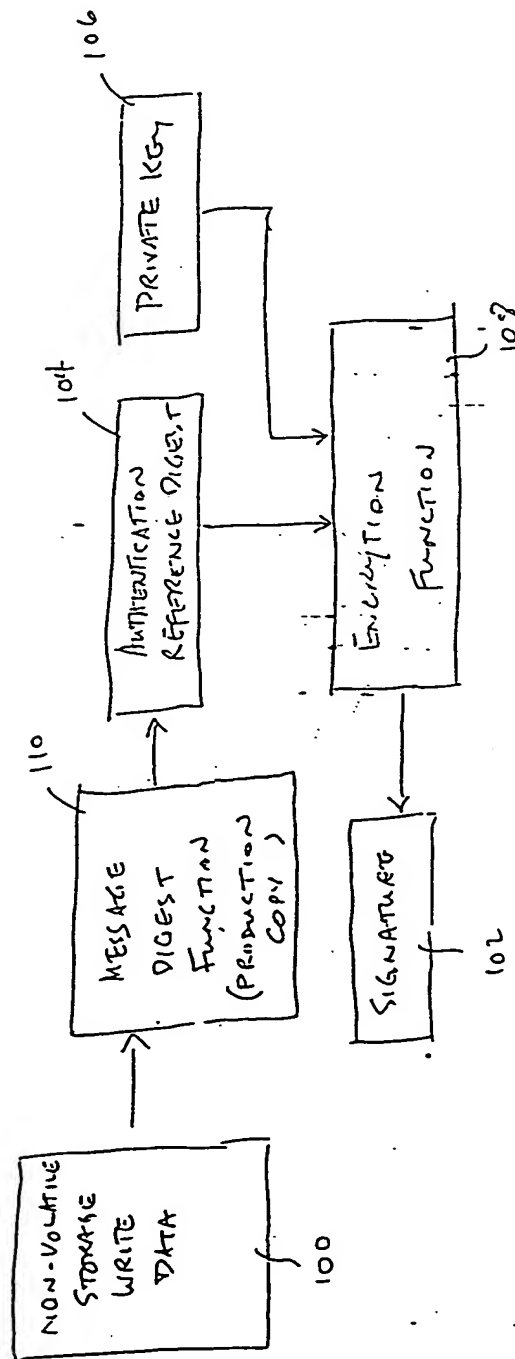 NON-VOLATILE
STORAGE
WRITE
DATA
100
MESSAGE
DIGEST
FUNCTION
(PRODUCTION
COPY)
110
AUTHENTICATION
REFERENCE DIGEST
104
PRIVATE KEY
106
ENCRYPTION
FUNCTION
108
SIGNATURE
102